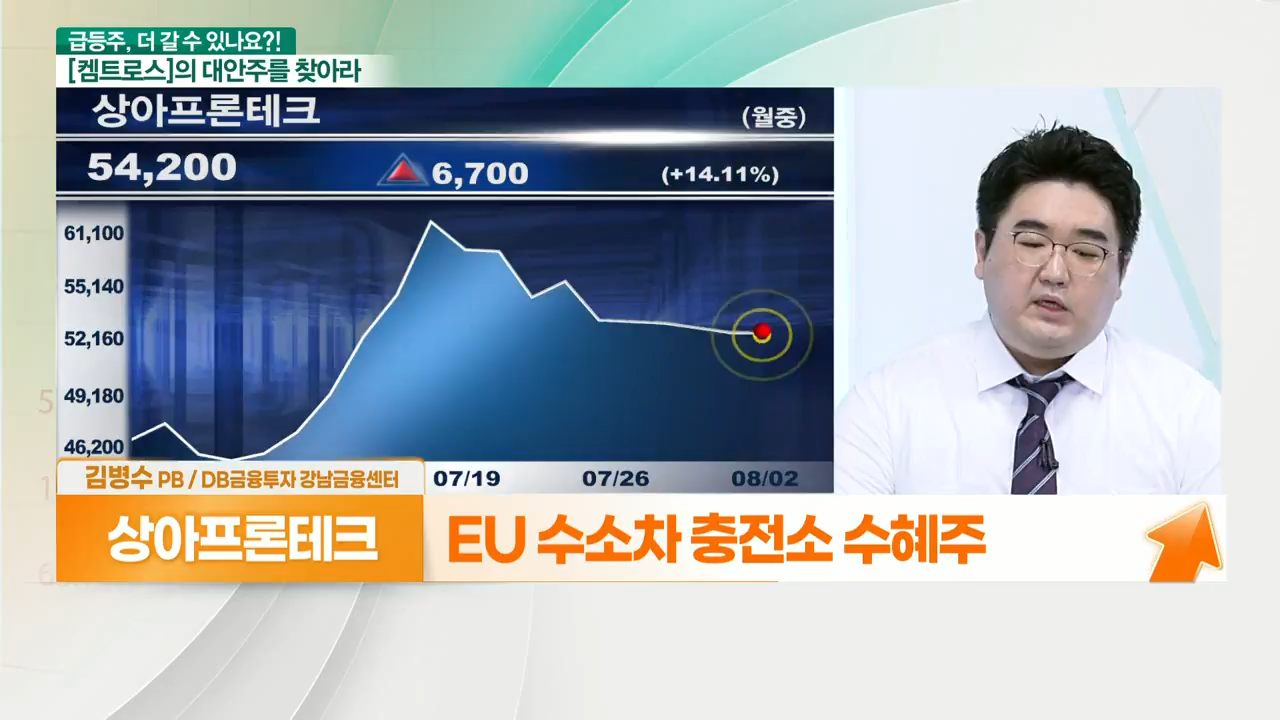 급등주, 더 갈 수 있나요?!
[켐트로스]의 대안주를 찾아라
상아프론테크 (월중)
54,200 6,700 (+14.11%)
61,100
55,140
52,160
49,180
46,200
07/19 07/26 08/02
김병수 PB / DB금융투자 강남금융센터
상아프론테크 EU 수소차 충전소 수혜주